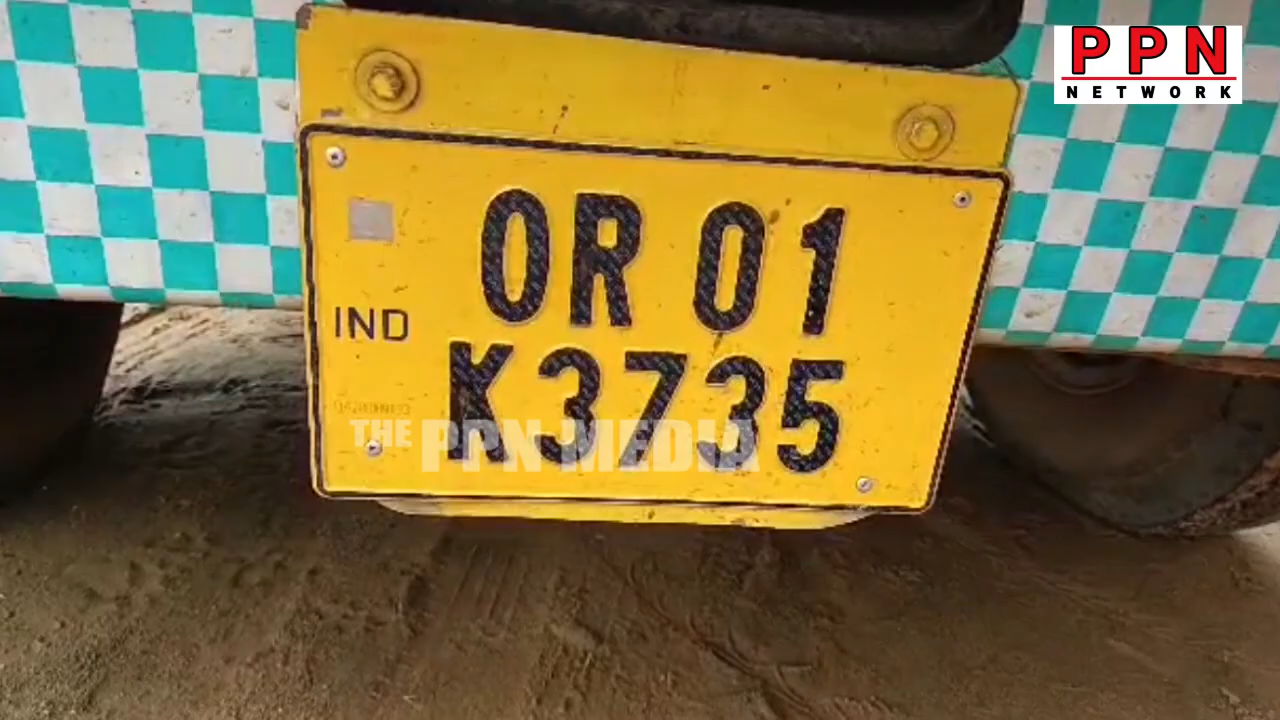 PPN
NETWORK
OR 01
IND
K3735
THE PPN MEDIA